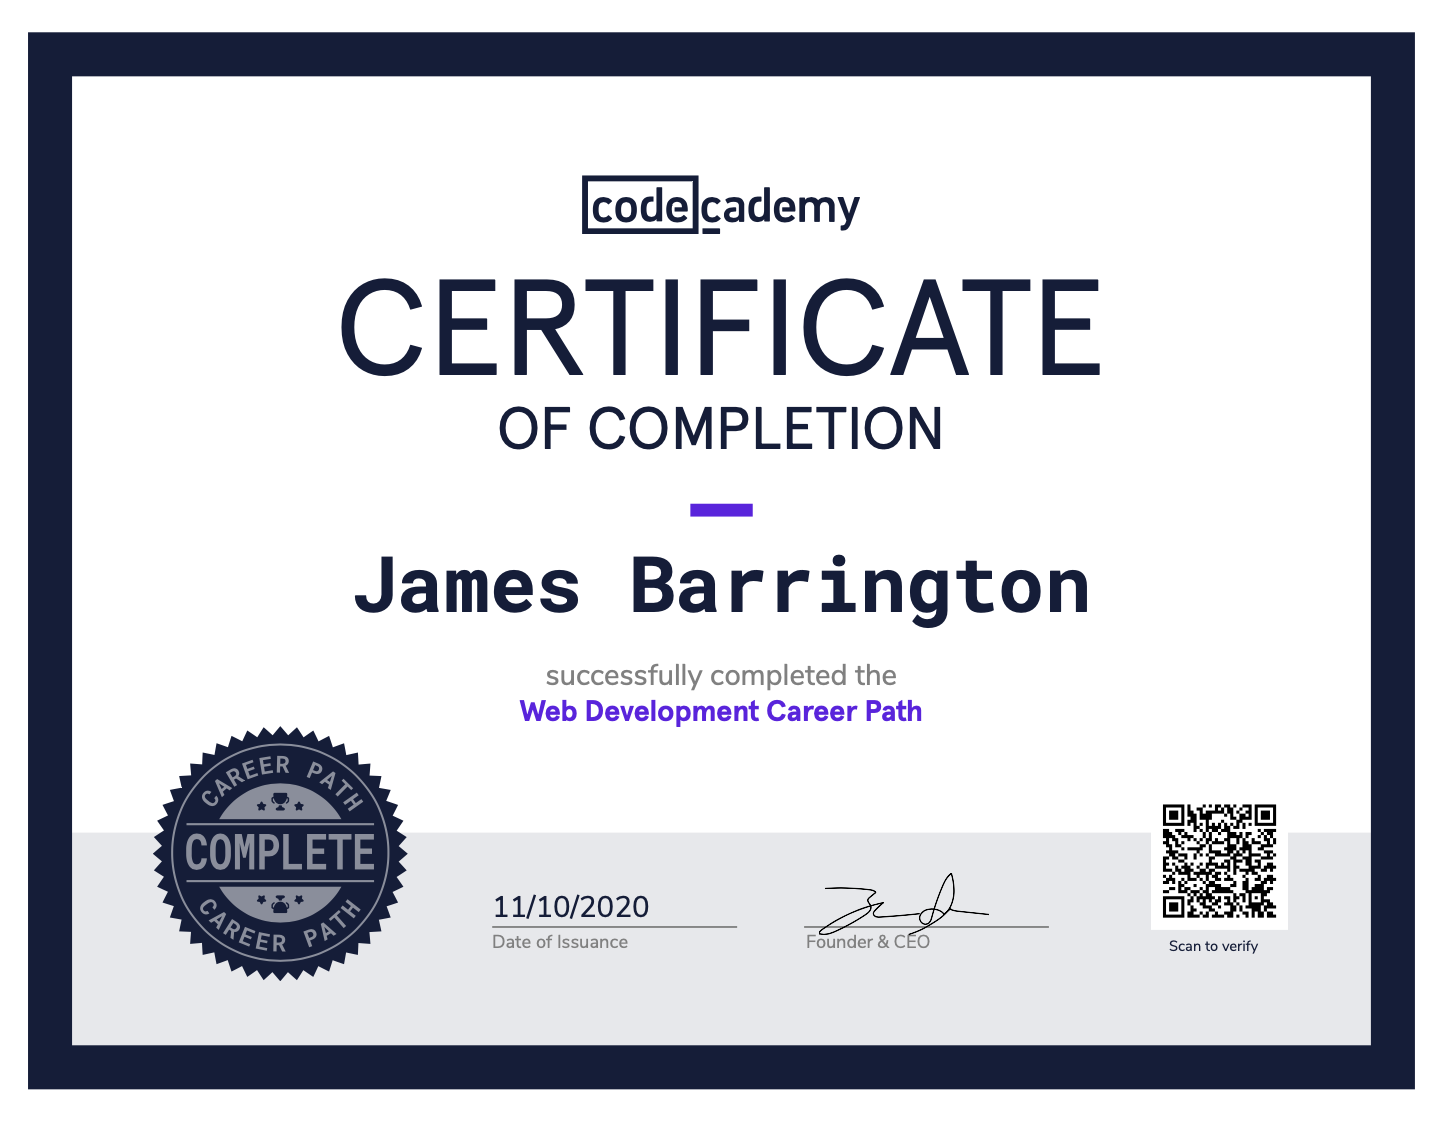 codecademy
CERTIFICATE
OF COMPLETION
James Barrington
successfully completed the
Web Development Career Path
CAREER PATH
COMPLETE
CAREER PATH
11/10/2020
Date of Issuance
Founder & CEO
Scan to verify